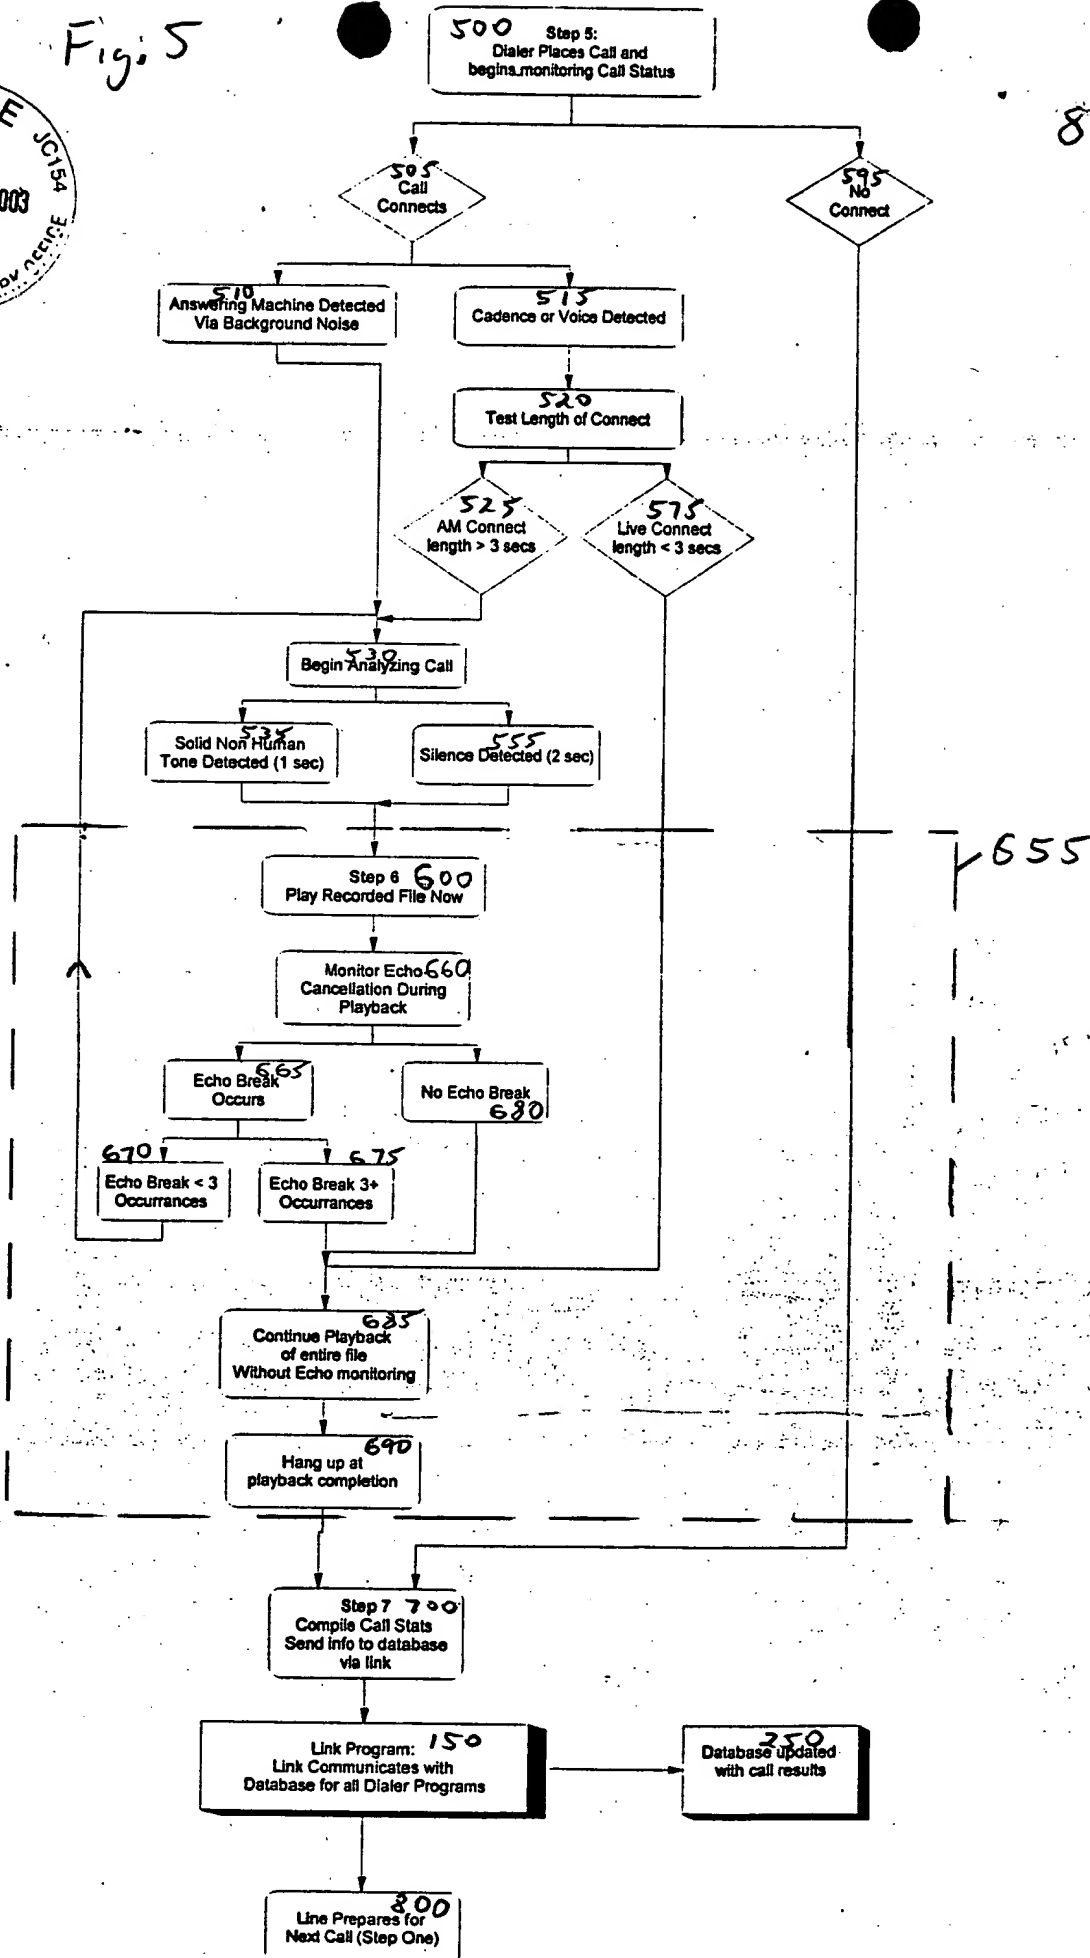 Fig. 5
500
Step 5:
Dialer Places Call and
begins monitoring Call Status
8
E
JC154
003
505
Call
Connects
595
No
Connect
510
Answering Machine Detected
Via Background Noise
515
Cadence or Voice Detected
520
Test Length of Connect
525
AM Connect
length > 3 secs
575
Live Connect
length < 3 secs
530
Begin Analyzing Call
535
Solid Non Human
Tone Detected (1 sec)
555
Silence Detected (2 sec)
655
Step 6 600
Play Recorded File Now
Monitor Echo 660
Cancellation During
Playback
665
Echo Break
Occurs
No Echo Break
680
670
Echo Break < 3
Occurrances
675
Echo Break 3+
Occurrances
685
Continue Playback
of entire file
Without Echo monitoring
690
Hang up at
playback completion
Step 7 700
Compile Call Stats
Send info to database
via link
Link Program: 150
Link Communicates with
Database for all Dialer Programs
250
Database updated
with call results
800
Line Prepares for
Next Call (Step One)